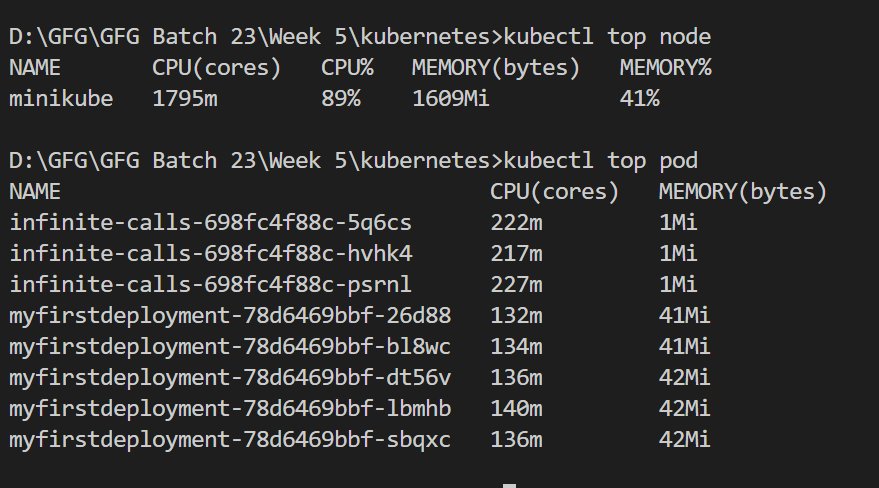 D:\GFG\GFG Batch 23\Week 5\kubernetes>kubectl top node
NAME CPU(cores) CPU% MEMORY(bytes) MEMORY%
minikube 1795m 89% 1609Mi 41%
D:\GFG\GFG Batch 23\Week 5\kubernetes>kubectl top pod
NAME CPU(cores) MEMORY(bytes)
infinite-calls-698fc4f88c-5q6cs 222m 1Mi
infinite-calls-698fc4f88c-hvhk4 217m 1Mi
infinite-calls-698fc4f88c-psrnl 227m 1Mi
myfirstdeployment-78d6469bbf-26d88 132m 41Mi
myfirstdeployment-78d6469bbf-bl8wc 134m 41Mi
myfirstdeployment-78d6469bbf-dt56v 136m 42Mi
myfirstdeployment-78d6469bbf-lbmhb 140m 42Mi
myfirstdeployment-78d6469bbf-sbqxc 136m 42Mi